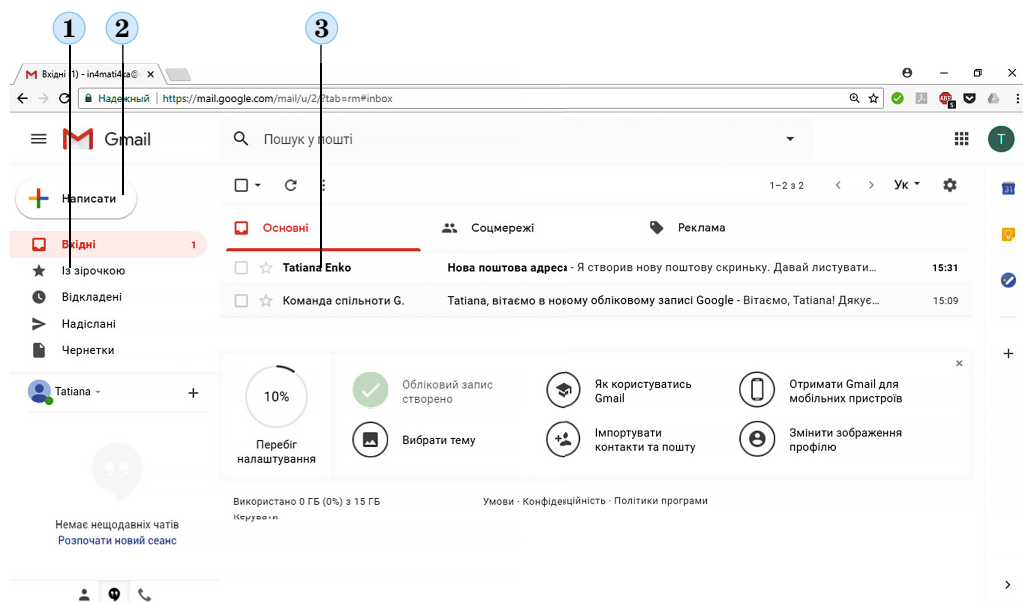 1 2 3
Вхідні (1) - in4mati4ka@
Надежный https://mail.google.com/mail/u/2/?tab=rm#inbox
Gmail Пошук у пошті T
Написати 1–2 з 2 Ук
Основні Соцмережі Реклама
Вхідні 1
Tatiana Enko Нова поштова адреса - Я створив нову поштову скриньку. Давай листувати… 15:31
Із зірочкою
Відкладені
Команда спільноти G. Tatiana, вітаємо в новому обліковому записі Google - Вітаємо, Tatiana! Дякує… 15:09
Надіслані
Чернетки
Tatiana
10%
Перебіг
налаштування
Обліковий запис
створено
Як користуватись
Gmail
Отримати Gmail для
мобільних пристроїв
Вибрати тему
Імпортувати
контакти та пошту
Змінити зображення
профілю
Використано 0 ГБ (0%) з 15 ГБ
Керувати
Умови · Конфіденційність · Політики програми
Немає нещодавніх чатів
Розпочати новий сеанс
31
ABP 5